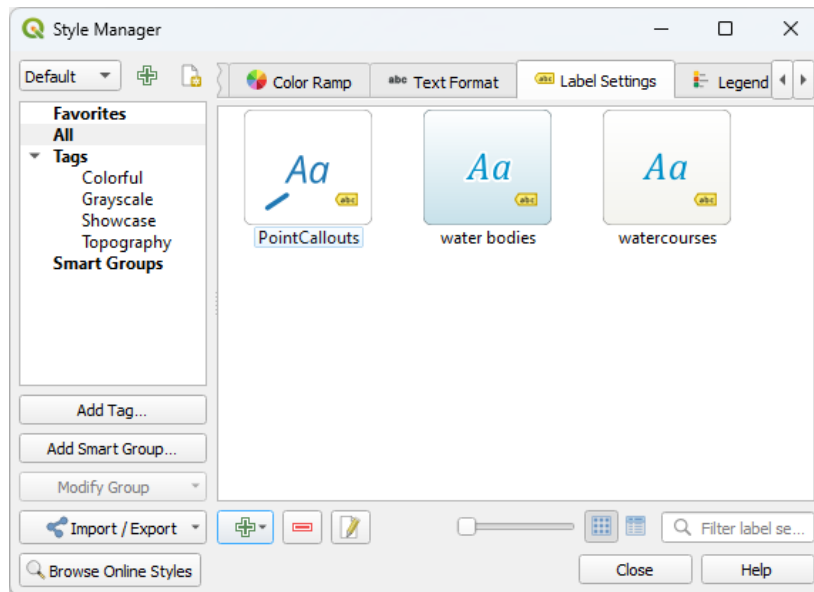 Style Manager
Default
Color Ramp
abc Text Format
abc Label Settings
Legend
Favorites
All
Tags
Colorful
Grayscale
Showcase
Topography
Smart Groups
Aa
abc
PointCallouts
Aa
abc
water bodies
Aa
abc
watercourses
Add Tag...
Add Smart Group...
Modify Group
Import / Export
Filter label se...
Browse Online Styles
Close
Help